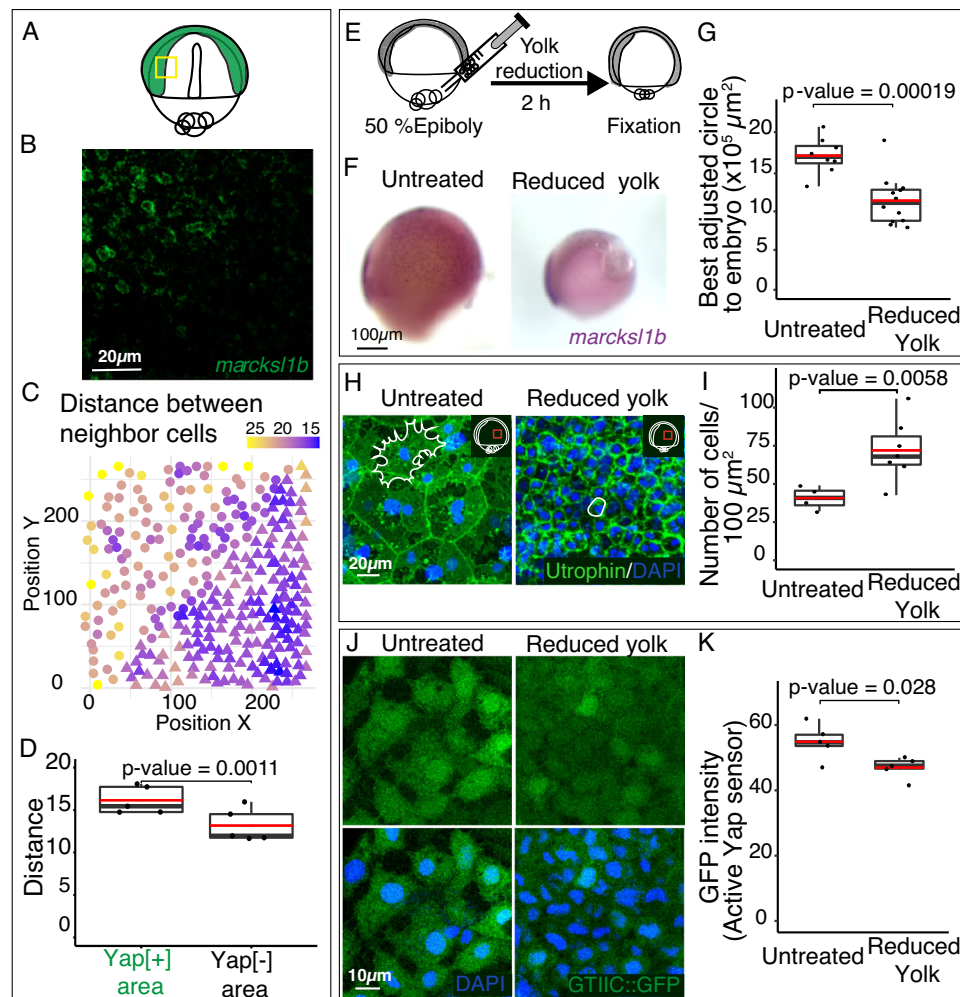 A
B
20µm
marcksl1b
C
Distance between
neighbor cells
25 20 15
Position Y
200
100
0
0 100 200
Position X
D
p-value = 0.0011
Distance
20
15
10
5
0
Yap[+]
area
Yap[-]
area
E
Yolk
reduction
2 h
50 %Epiboly
Fixation
F
Untreated
Reduced yolk
100µm
marcksl1b
G
p-value = 0.00019
Best adjusted circle
to embryo (x10⁵ µm²)
20
15
10
5
0
Untreated
Reduced
Yolk
H
Untreated
Reduced yolk
20µm
Utrophin/DAPI
I
p-value = 0.0058
Number of cells/
100 µm²
100
75
50
25
0
Untreated
Reduced
Yolk
J
Untreated
Reduced yolk
10µm
DAPI
GTIIC::GFP
K
p-value = 0.028
GFP intensity
(Active Yap sensor)
60
40
20
0
Untreated
Reduced
Yolk